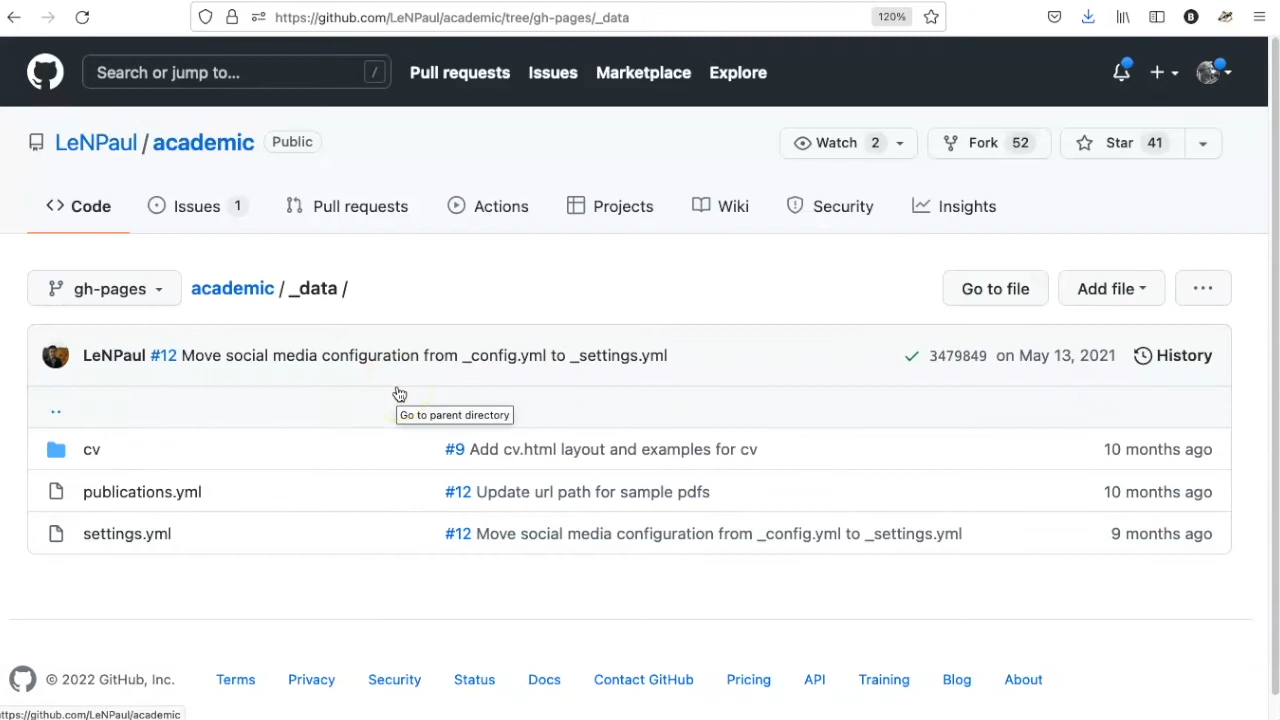 https://github.com/LeNPaul/academic/tree/gh-pages/_data
120%
B
Search or jump to...
/
Pull requests
Issues
Marketplace
Explore
LeNPaul / academic
Public
Watch 2
Fork 52
Star 41
Code
Issues 1
Pull requests
Actions
Projects
Wiki
Security
Insights
gh-pages
academic / _data /
Go to file
Add file
...
LeNPaul #12 Move social media configuration from _config.yml to _settings.yml
3479849 on May 13, 2021
History
..
Go to parent directory
cv
#9 Add cv.html layout and examples for cv
10 months ago
publications.yml
#12 Update url path for sample pdfs
10 months ago
settings.yml
#12 Move social media configuration from _config.yml to _settings.yml
9 months ago
© 2022 GitHub, Inc.
Terms
Privacy
Security
Status
Docs
Contact GitHub
Pricing
API
Training
Blog
About
ttps://github.com/LeNPaul/academic